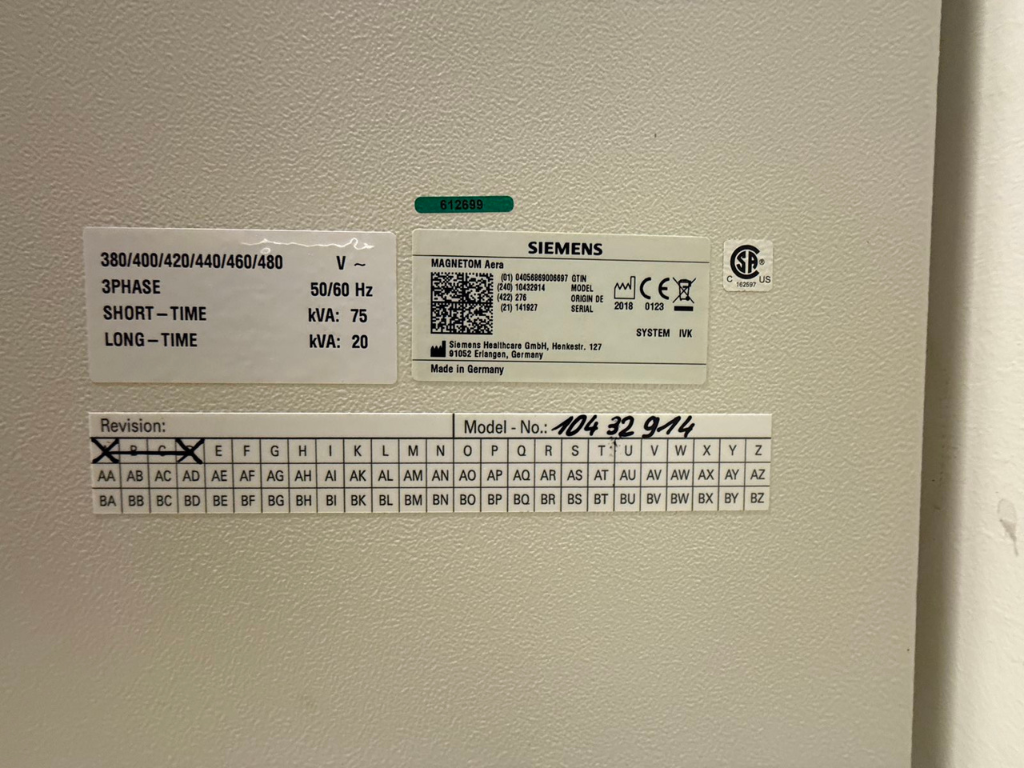 612699
380/400/420/440/460/480 V ~
3PHASE 50/60 Hz
SHORT-TIME kVA: 75
LONG-TIME kVA: 20
SIEMENS
MAGNETOM Aera
(01) 04056869006697 GTIN
(240) 10432914 MODEL
(422) 276 ORIGIN DE
(21) 141927 SERIAL
2018 CE 0123
SYSTEM IVK
Siemens Healthcare GmbH, Henkestr. 127
91052 Erlangen, Germany
Made in Germany
CSA ®
C US
162597
Revision: Model - No.: 10432914
B C E F G H I K L M N O P Q R S T U V W X Y Z
AA AB AC AD AE AF AG AH AI AK AL AM AN AO AP AQ AR AS AT AU AV AW AX AY AZ
BA BB BC BD BE BF BG BH BI BK BL BM BN BO BP BQ BR BS BT BU BV BW BX BY BZ